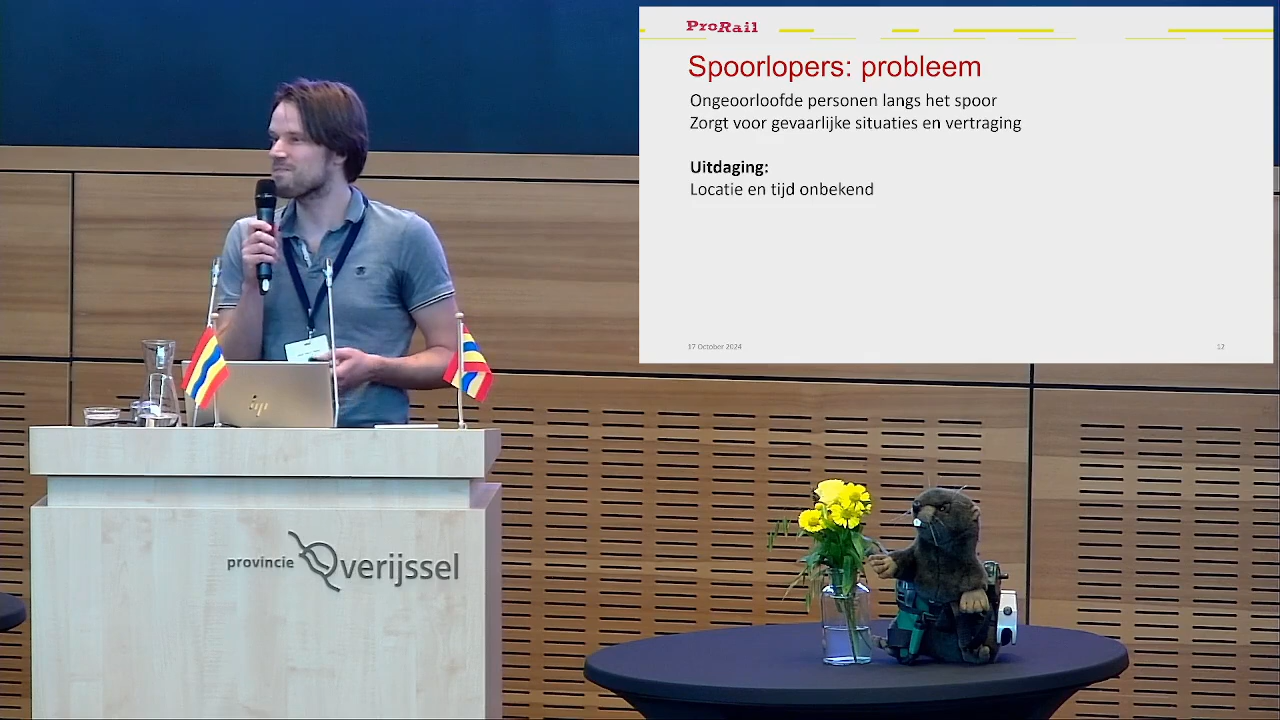 ProRail
Spoorlopers: probleem
Ongeoorloofde personen langs het spoor
Zorgt voor gevaarlijke situaties en vertraging
Uitdaging:
Locatie en tijd onbekend
17 October 2024
12
hp
provincie Overijssel